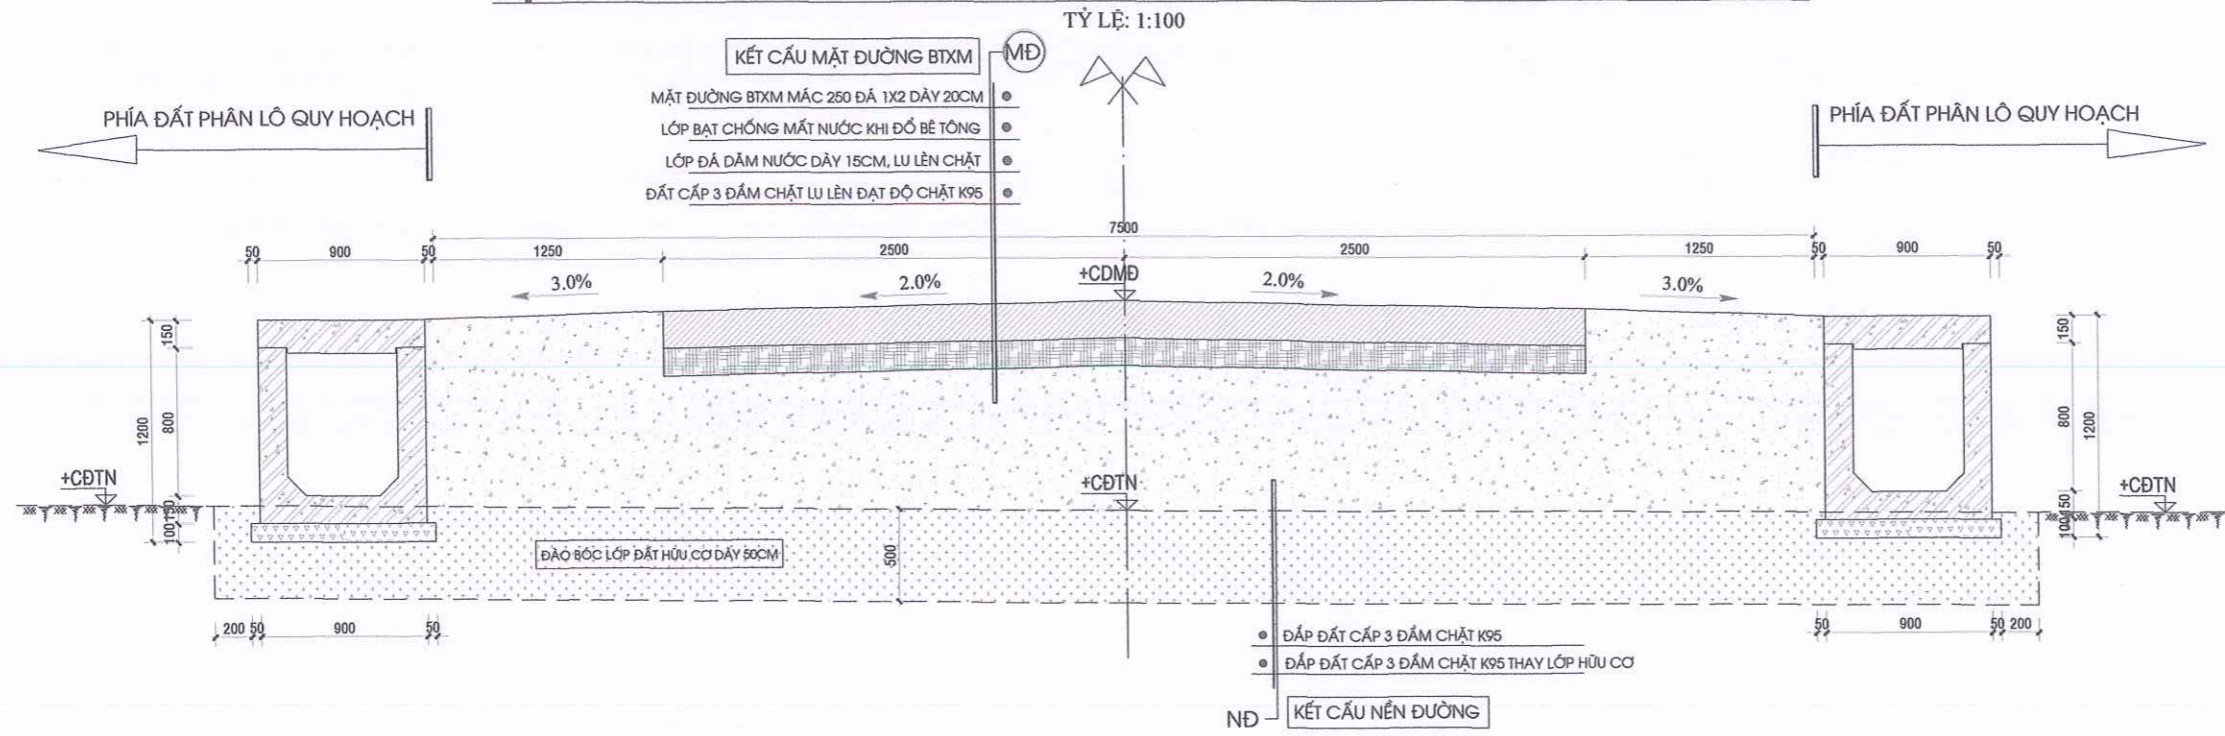 TỶ LỆ: 1:100
KẾT CẤU MẶT ĐƯỜNG BTXM
MĐ
MẶT ĐƯỜNG BTXM MÁC 250 ĐÁ 1X2 DÀY 20CM
LỚP BẠT CHỐNG MẤT NƯỚC KHI ĐỔ BÊ TÔNG
LỚP ĐÁ DĂM NƯỚC DÀY 15CM, LU LÈN CHẶT
ĐẤT CẤP 3 ĐẦM CHẶT LU LÈN ĐẠT ĐỘ CHẶT K95
PHÍA ĐẤT PHÂN LÔ QUY HOẠCH
PHÍA ĐẤT PHÂN LÔ QUY HOẠCH
7500
50 900 50 1250 2500 2500 1250 50 900 50
3.0% 2.0% +CDMĐ 2.0% 3.0%
1200 150 800 150 100
150 800 150 100 1200
+CĐTN
+CĐTN
+CĐTN
ĐÀO BÓC LỚP ĐẤT HỮU CƠ DÀY 50CM
500
200 50 900 50
50 900 50 200
ĐẮP ĐẤT CẤP 3 ĐẦM CHẶT K95
ĐẮP ĐẤT CẤP 3 ĐẦM CHẶT K95 THAY LỚP HỮU CƠ
NĐ
KẾT CẤU NỀN ĐƯỜNG